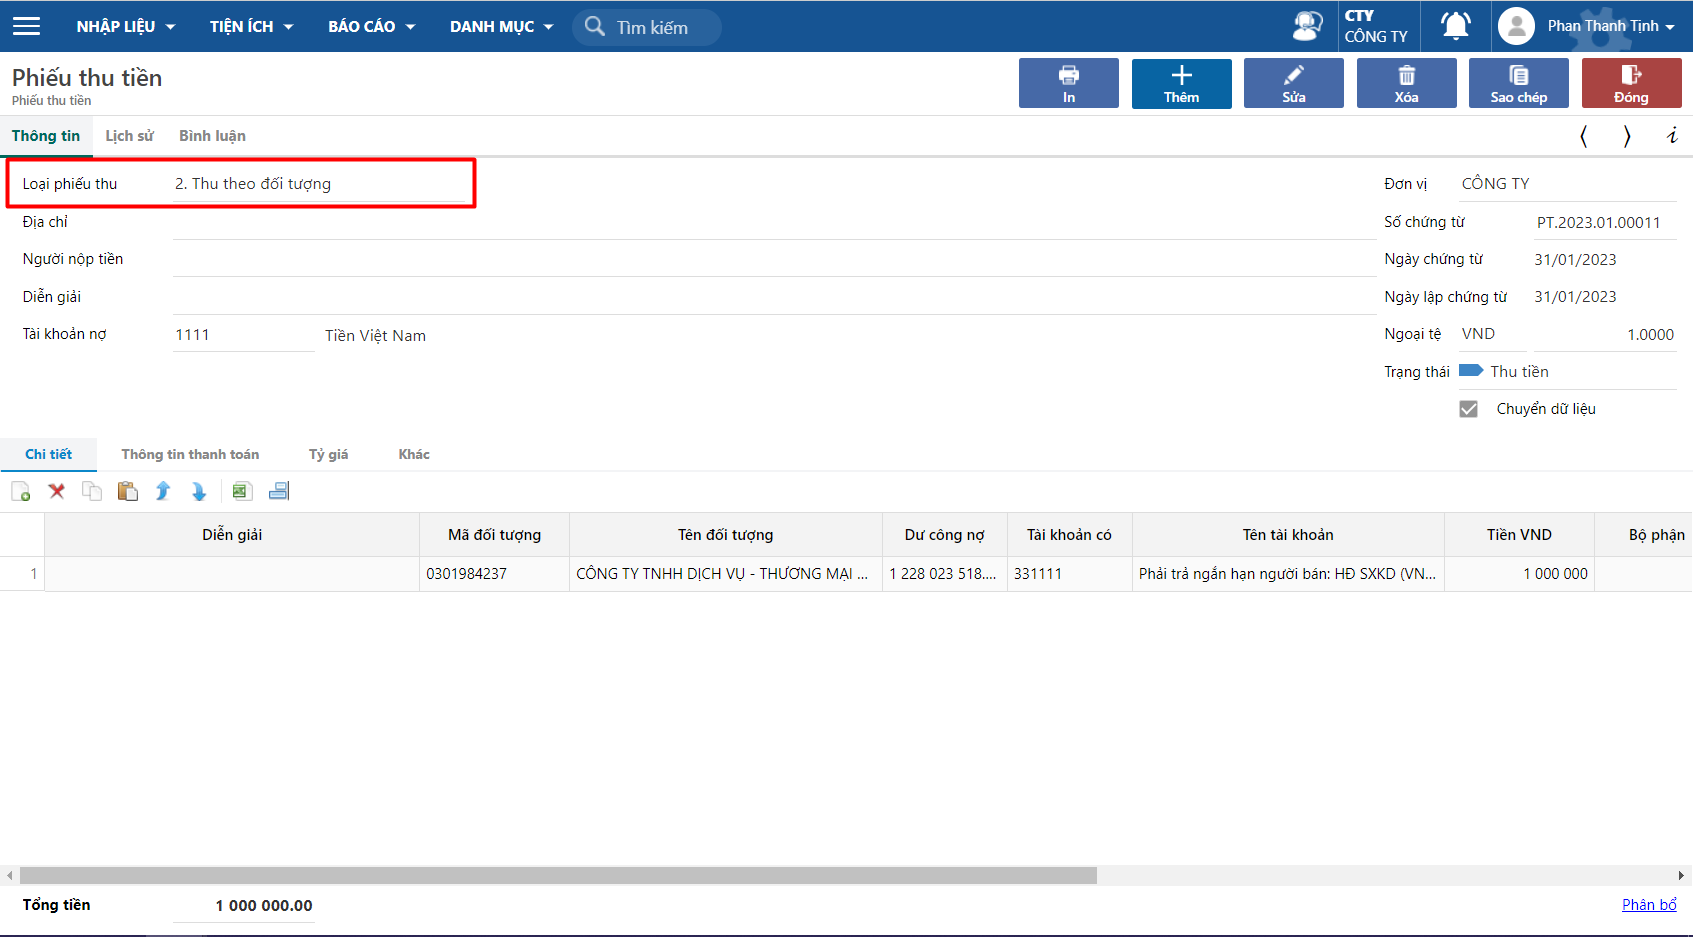 NHẬP LIỆU TIỆN ÍCH BÁO CÁO DANH MỤC Tìm kiếm CTY CÔNG TY Phan Thanh Tịnh
Phiếu thu tiền
Phiếu thu tiền
In Thêm Sửa Xóa Sao chép Đóng
Thông tin Lịch sử Bình luận
Loại phiếu thu 2. Thu theo đối tượng Đơn vị CÔNG TY
Địa chỉ Số chứng từ PT.2023.01.00011
Người nộp tiền Ngày chứng từ 31/01/2023
Diễn giải Ngày lập chứng từ 31/01/2023
Tài khoản nợ 1111 Tiền Việt Nam Ngoại tệ VND 1.0000
Trạng thái Thu tiền
Chuyển dữ liệu
Chi tiết Thông tin thanh toán Tỷ giá Khác
Diễn giải Mã đối tượng Tên đối tượng Dư công nợ Tài khoản có Tên tài khoản Tiền VND Bộ phận
1 0301984237 CÔNG TY TNHH DỊCH VỤ - THƯƠNG MẠI ... 1 228 023 518.... 331111 Phải trả ngắn hạn người bán: HĐ SXKD (VN... 1 000 000
Tổng tiền 1 000 000.00 Phân bổ